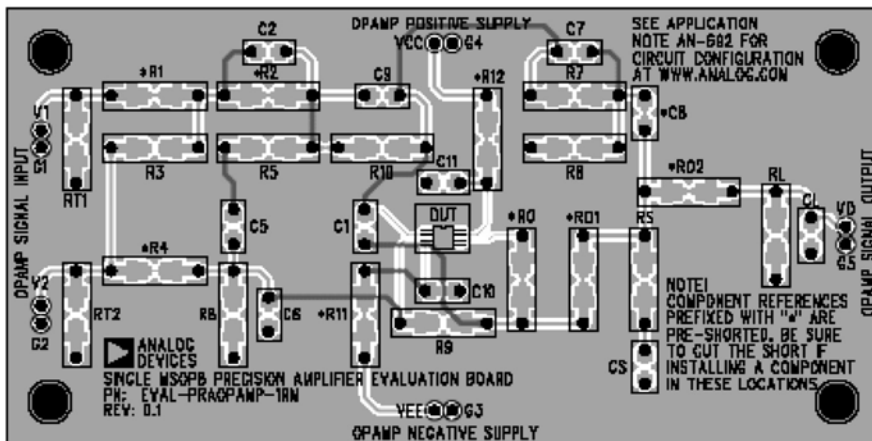 OPAMP POSITIVE SUPPLY
VCC G4
SEE APPLICATION
NOTE AN-692 FOR
CIRCUIT CONFIGURATION
AT WWW.ANALOG.COM
C2
C7
*R1
*R2
C9
*R12
R7
*C8
V1
G1
R3
R5
R10
C11
R8
RT1
OPAMP SIGNAL INPUT
OPAMP SIGNAL OUTPUT
*RO2
RL
CL
VO
G5
C5
C1
DUT
*RO
*RO1
RS
*R4
V2
G2
RT2
R6
C6
*R11
C10
R9
NOTE:
COMPONENT REFERENCES
PREFIXED WITH "*" ARE
PRE-SHORTED. BE SURE
TO CUT THE SHORT IF
INSTALLING A COMPONENT
IN THESE LOCATIONS
CS
ANALOG
DEVICES
SINGLE MSOP8 PRECISION AMPLIFIER EVALUATION BOARD
PN: EVAL-PRAOPAMP-1RM
REV: 0.1
VEE G3
OPAMP NEGATIVE SUPPLY